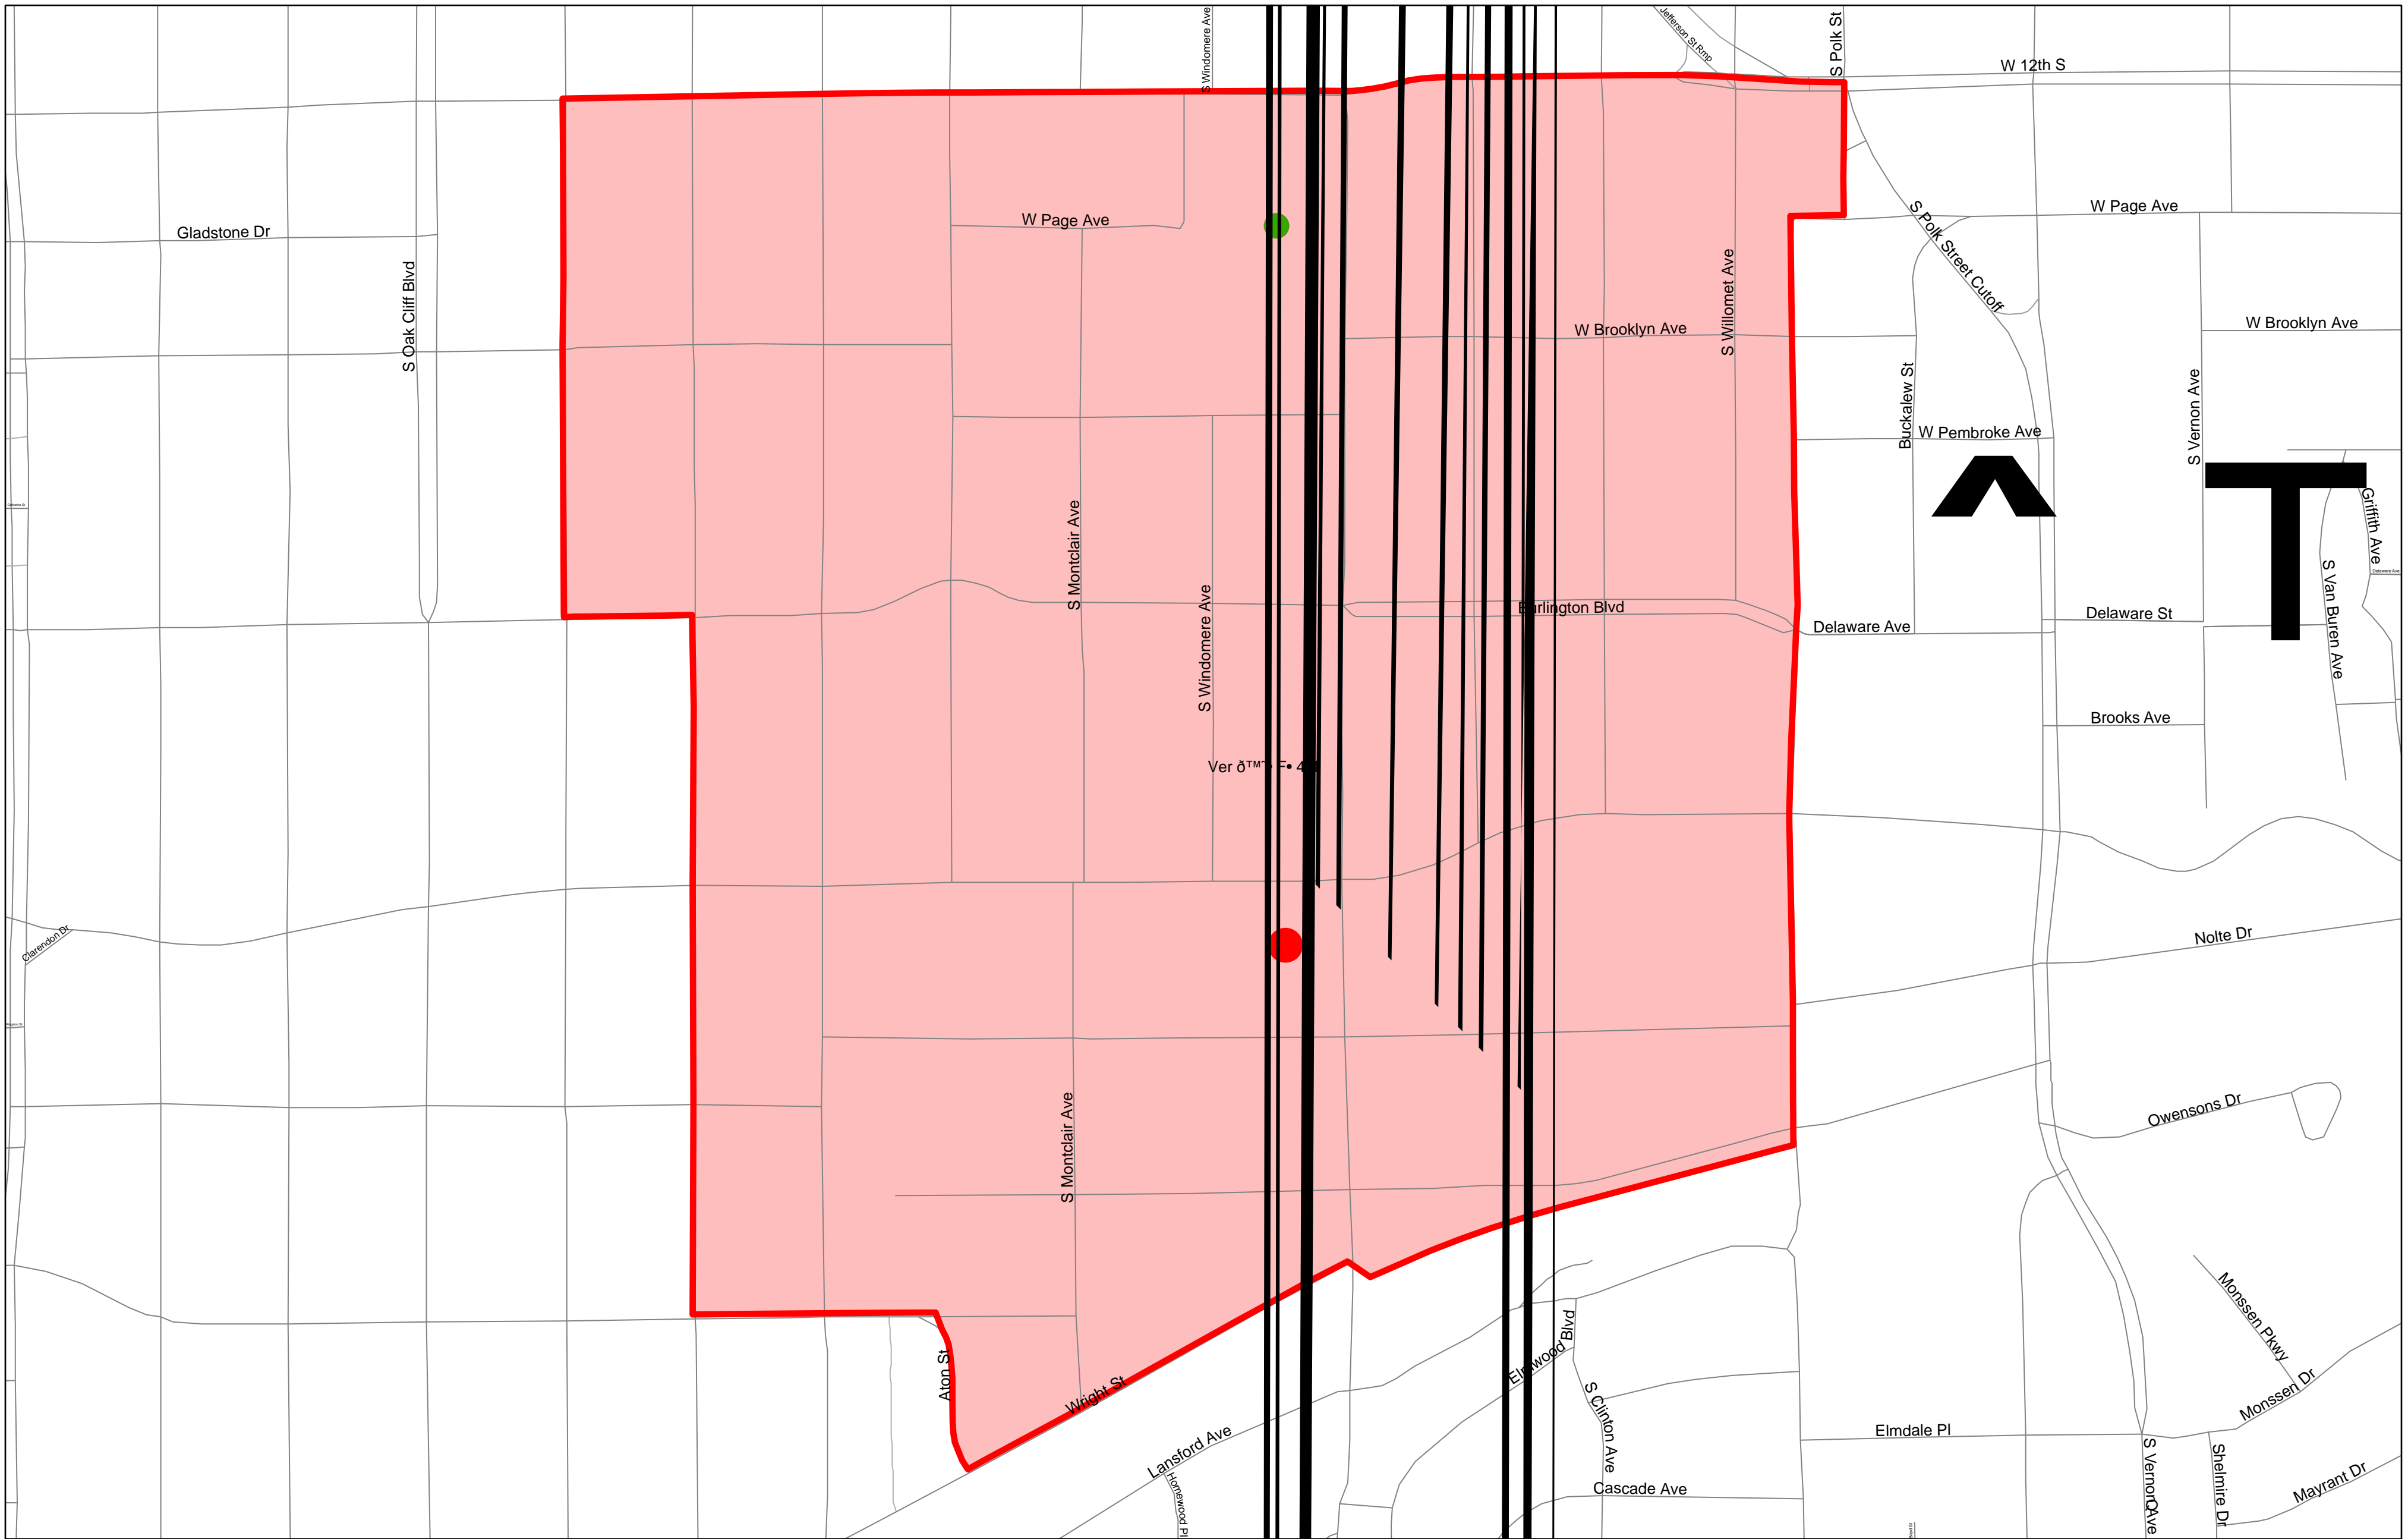 S Windomere Ave
Jefferson St Rmp
S Polk St
W 12th S
Gladstone Dr
W Page Ave
W Page Ave
S Polk Street Cutoff
S Oak Cliff Blvd
S Willomet Ave
W Brooklyn Ave
W Brooklyn Ave
Buckalew St
S Vernon Ave
W Pembroke Ave
^
T
Griffith Ave
S Montclair Ave
S Windomere Ave
Burlington Blvd
Delaware Ave
Delaware St
Delaware Ave
S Van Buren Ave
Brooks Ave
Clarendon Dr
Nolte Dr
S Montclair Ave
Owensons Dr
Monssen Pkwy
Aton St
Wright St
Elmwood Blvd
S Clinton Ave
Monssen Dr
Elmdale Pl
Lansford Ave
Homewood Pl
Cascade Ave
S Vernon Ave
Shelmire Dr
Mayrant Dr